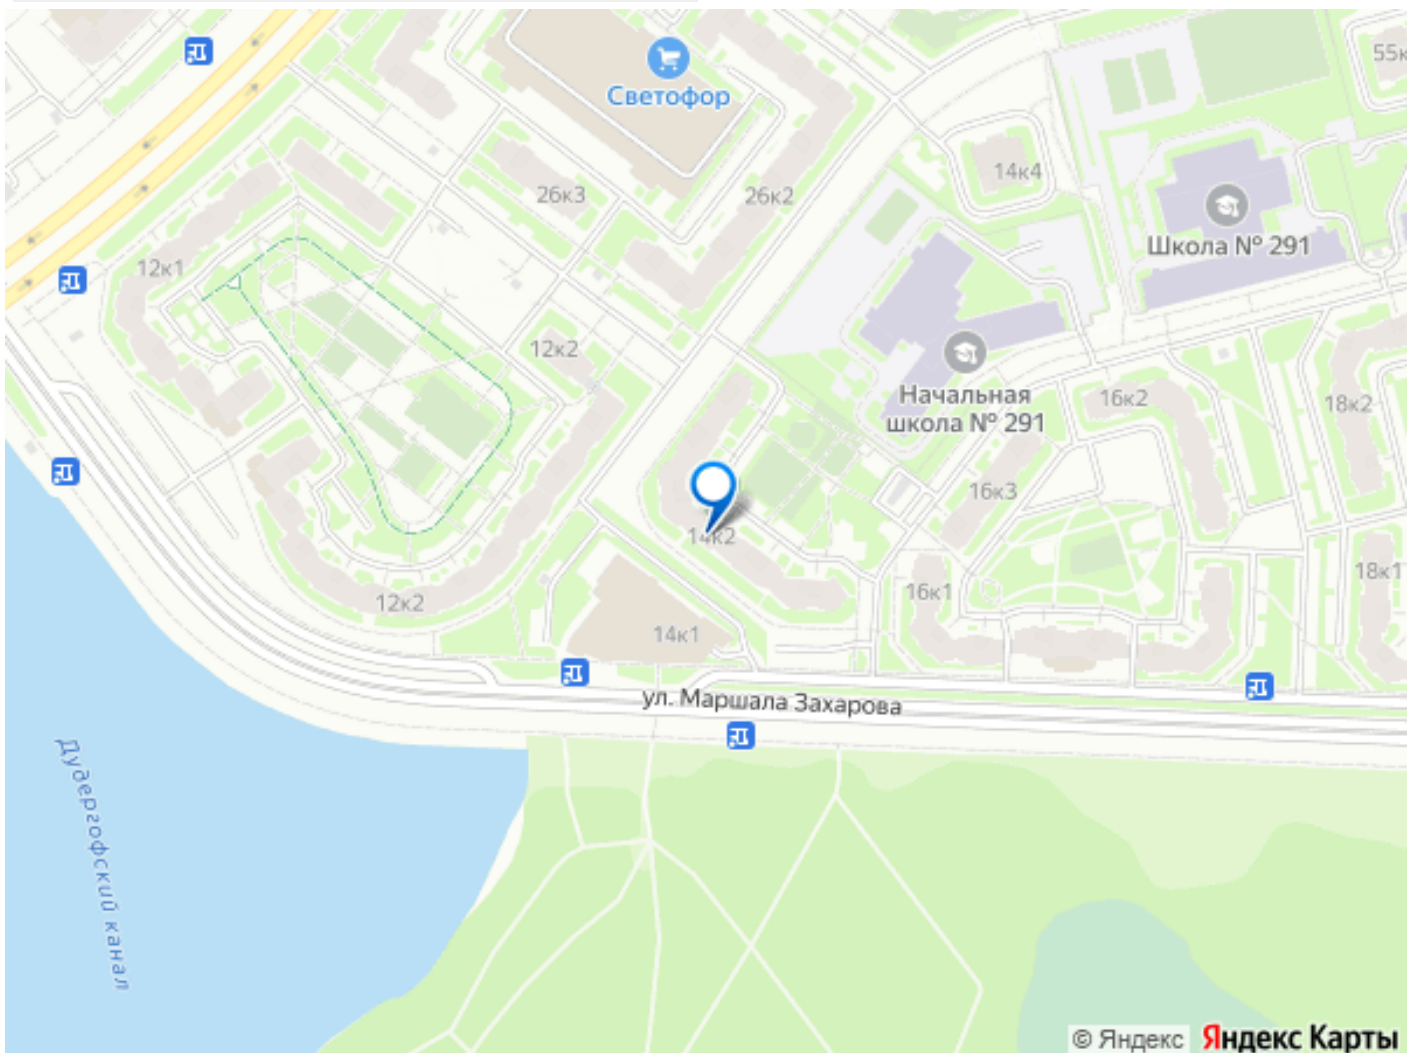 Светофор
55к
14к4
26к3
26к2
Школа № 291
12к1
12к2
Начальная
школа № 291
16к2
18к2
16к3
14к2
18к1
16к1
12к2
14к1
ул. Маршала Захарова
Дудергофский канал
© Яндекс Яндекс Карты